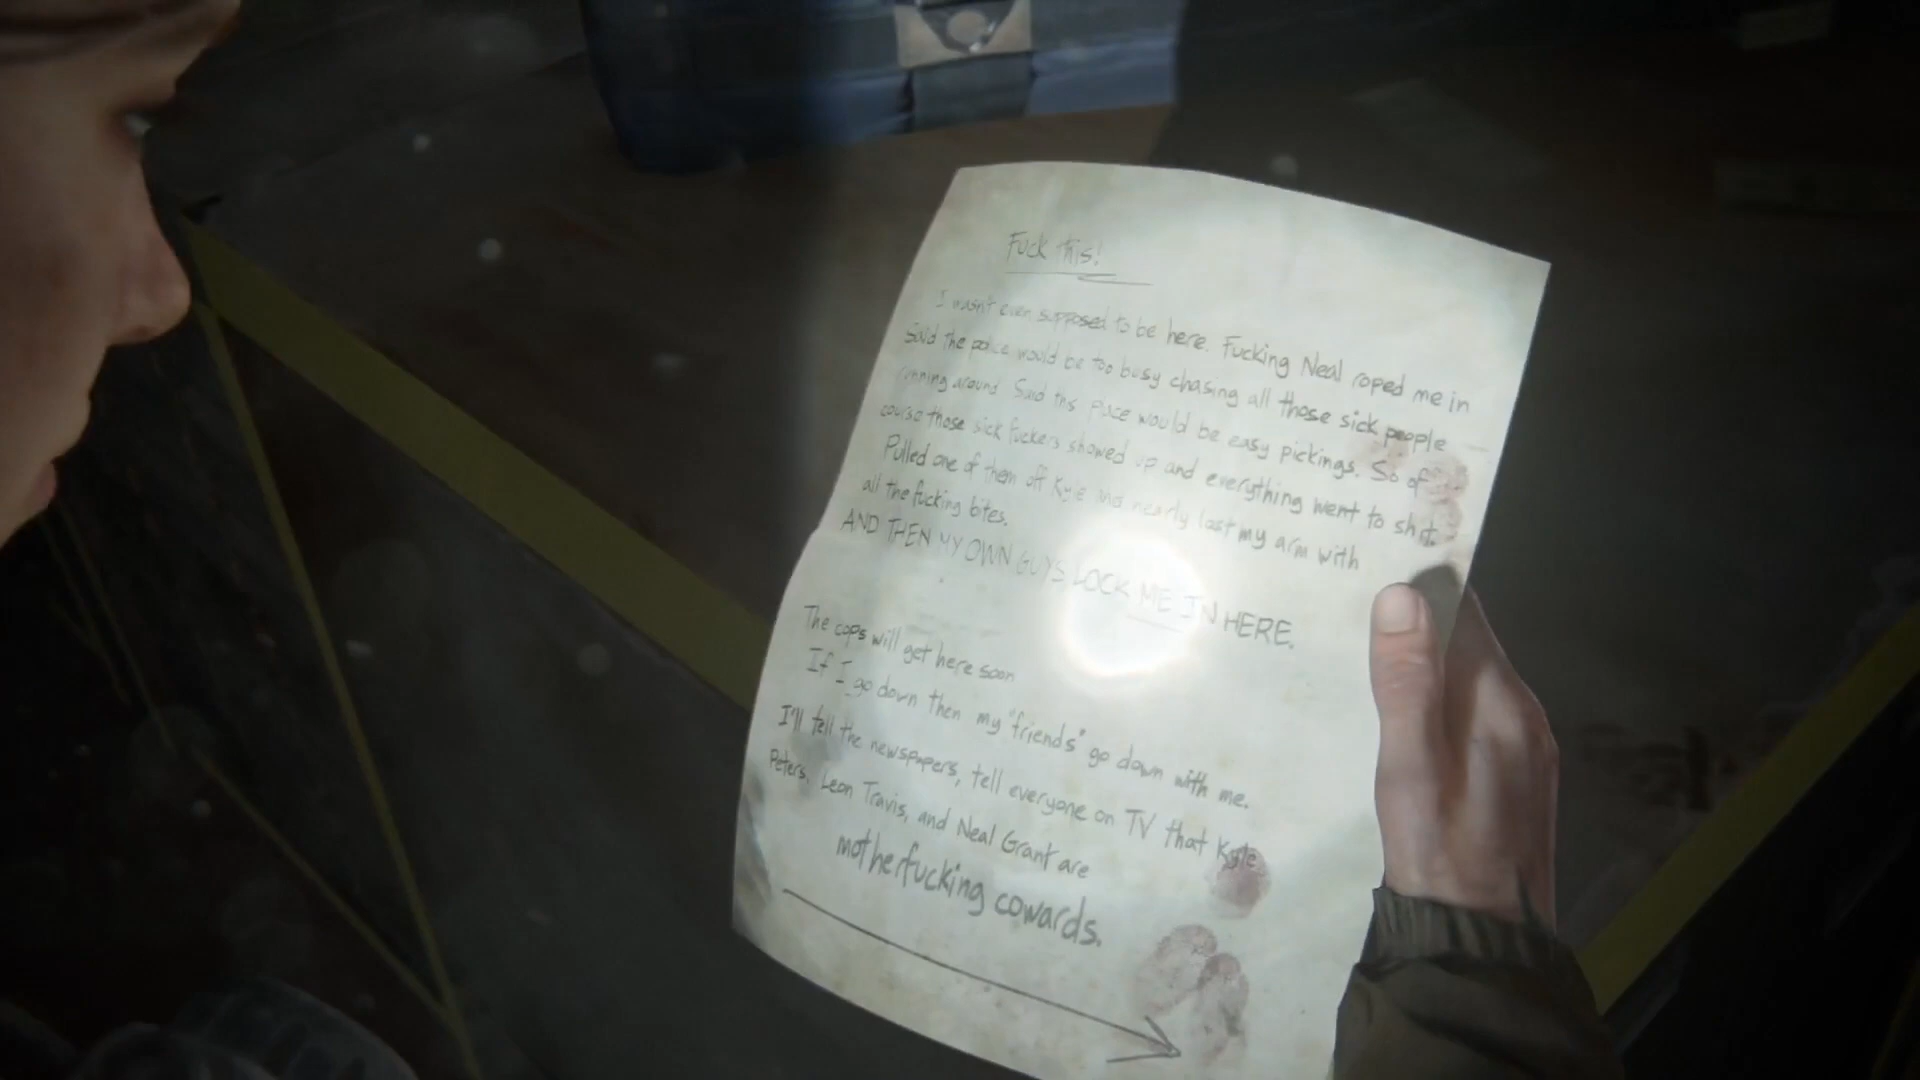 Fuck this!
I wasn't even supposed to be here. Fucking Neal roped me in
Said the police would be too busy chasing all those sick people
running around. Said this place would be easy pickings. So of
course those sick fuckers showed up and everything went to shit.
Pulled one of them off Kyle and nearly lost my arm with
all the fucking bites.
AND THEN MY OWN GUYS LOCK ME IN HERE.
The cops will get here soon
If I go down then my "friends" go down with me.
I'll tell the newspapers, tell everyone on TV that Kyle
Peters, Leon Travis, and Neal Grant are
motherfucking cowards.